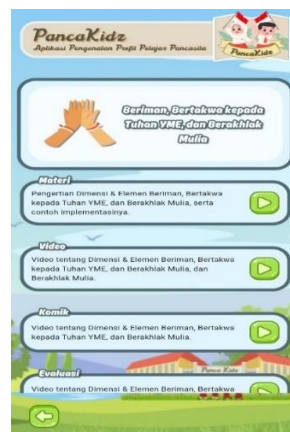 PancaKidz
Aplikasi Pengenalan Profil Pelajar Pancasila
PancaKidz
Beriman, Bertakwa kepada
Tuhan YME, dan Berakhlak
Mulia
Materi
Pengertian Dimensi & Elemen Beriman, Bertakwa
kepada Tuhan YME, dan Berakhlak Mulia, serta
contoh Implementasinya.
Video
Video tentang Dimensi & Elemen Beriman, Bertakwa
kepada Tuhan YME, dan Berakhlak Mulia, dan
Berakhlak Mulia.
Komik
Video tentang Dimensi & Elemen Beriman, Bertakwa
kepada Tuhan YME, dan Berakhlak Mulia.
Panca Kidz
Evaluasi
Video tentang Dimensi & Elemen Beriman, Bertakwa